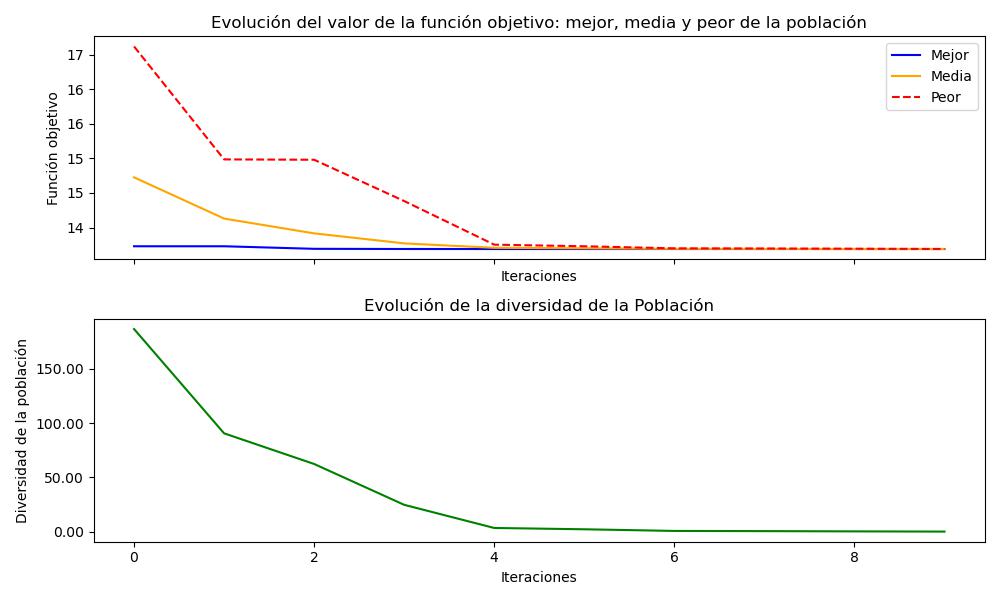 Evolución del valor de la función objetivo: mejor, media y peor de la población
Función objetivo
17
16
16
15
15
14
Mejor
Media
Peor
Iteraciones
Evolución de la diversidad de la Población
Diversidad de la población
150.00
100.00
50.00
0.00
0
2
4
6
8
Iteraciones